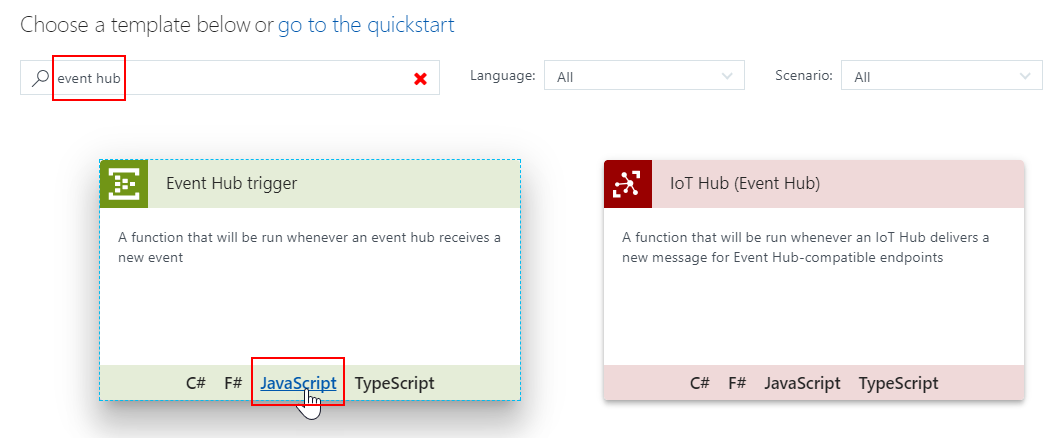 Choose a template below or go to the quickstart
event hub
Language: All
Scenario: All
Event Hub trigger
A function that will be run whenever an event hub receives a
new event
C# F# JavaScript TypeScript
IoT Hub (Event Hub)
A function that will be run whenever an IoT Hub delivers a
new message for Event Hub-compatible endpoints
C# F# JavaScript TypeScript